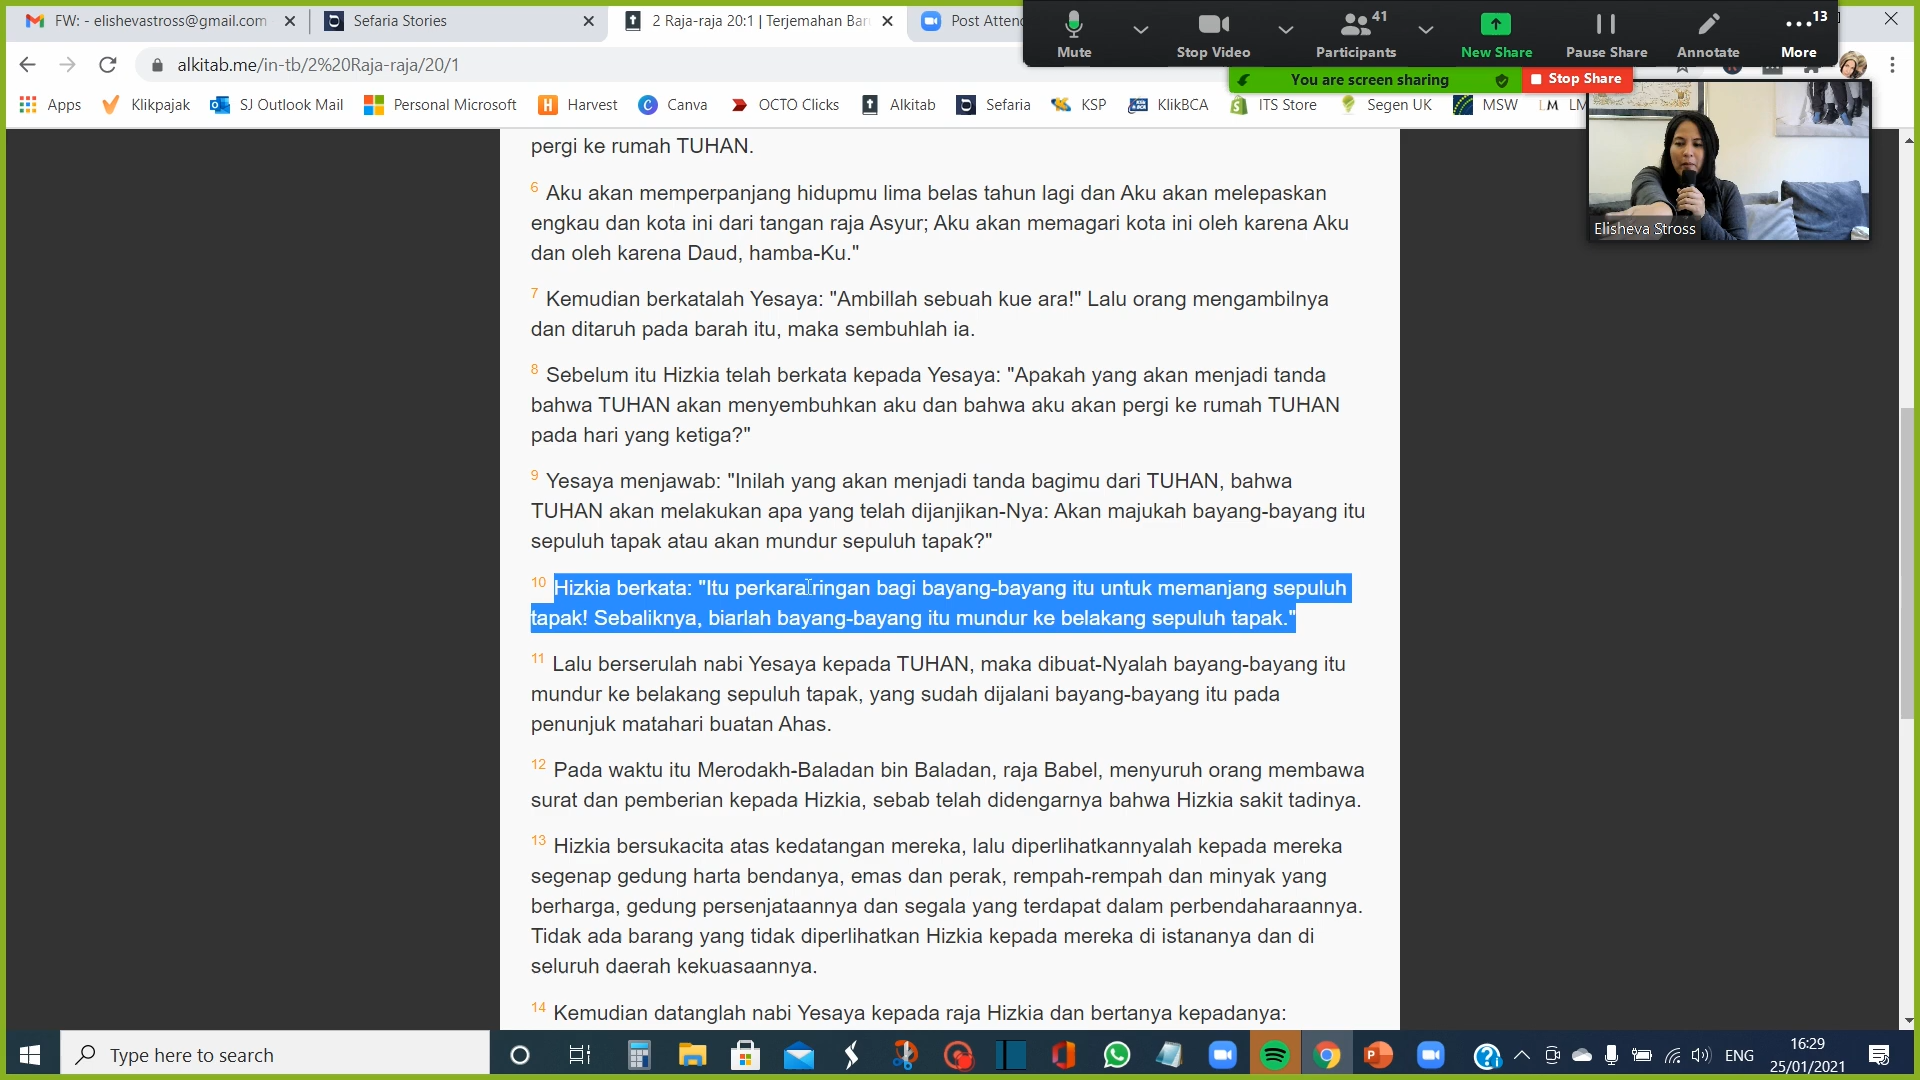 FW: - elishevastross@gmail.com
Sefaria Stories
2 Raja-raja 20:1 | Terjemahan Bar
Post Attend
Mute
Stop Video
41
Participants
New Share
Pause Share
Annotate
13
More
alkitab.me/in-tb/2%20Raja-raja/20/1
You are screen sharing
Stop Share
Apps
Klikpajak
SJ Outlook Mail
Personal Microsoft
Harvest
Canva
OCTO Clicks
Alkitab
Sefaria
KSP
KlikBCA
ITS Store
Segen UK
MSW
LM
Elisheva Stross
pergi ke rumah TUHAN.
6 Aku akan memperpanjang hidupmu lima belas tahun lagi dan Aku akan melepaskan
engkau dan kota ini dari tangan raja Asyur; Aku akan memagari kota ini oleh karena Aku
dan oleh karena Daud, hamba-Ku."
7 Kemudian berkatalah Yesaya: "Ambillah sebuah kue ara!" Lalu orang mengambilnya
dan ditaruh pada barah itu, maka sembuhlah ia.
8 Sebelum itu Hizkia telah berkata kepada Yesaya: "Apakah yang akan menjadi tanda
bahwa TUHAN akan menyembuhkan aku dan bahwa aku akan pergi ke rumah TUHAN
pada hari yang ketiga?"
9 Yesaya menjawab: "Inilah yang akan menjadi tanda bagimu dari TUHAN, bahwa
TUHAN akan melakukan apa yang telah dijanjikan-Nya: Akan majukah bayang-bayang itu
sepuluh tapak atau akan mundur sepuluh tapak?"
10 Hizkia berkata: "Itu perkara ringan bagi bayang-bayang itu untuk memanjang sepuluh
tapak! Sebaliknya, biarlah bayang-bayang itu mundur ke belakang sepuluh tapak."
11 Lalu berserulah nabi Yesaya kepada TUHAN, maka dibuat-Nyalah bayang-bayang itu
mundur ke belakang sepuluh tapak, yang sudah dijalani bayang-bayang itu pada
penunjuk matahari buatan Ahas.
12 Pada waktu itu Merodakh-Baladan bin Baladan, raja Babel, menyuruh orang membawa
surat dan pemberian kepada Hizkia, sebab telah didengarnya bahwa Hizkia sakit tadinya.
13 Hizkia bersukacita atas kedatangan mereka, lalu diperlihatkannyalah kepada mereka
segenap gedung harta bendanya, emas dan perak, rempah-rempah dan minyak yang
berharga, gedung persenjataannya dan segala yang terdapat dalam perbendaharaannya.
Tidak ada barang yang tidak diperlihatkan Hizkia kepada mereka di istananya dan di
seluruh daerah kekuasaannya.
14 Kemudian datanglah nabi Yesaya kepada raja Hizkia dan bertanya kepadanya:
Type here to search
ENG
16:29
25/01/2021